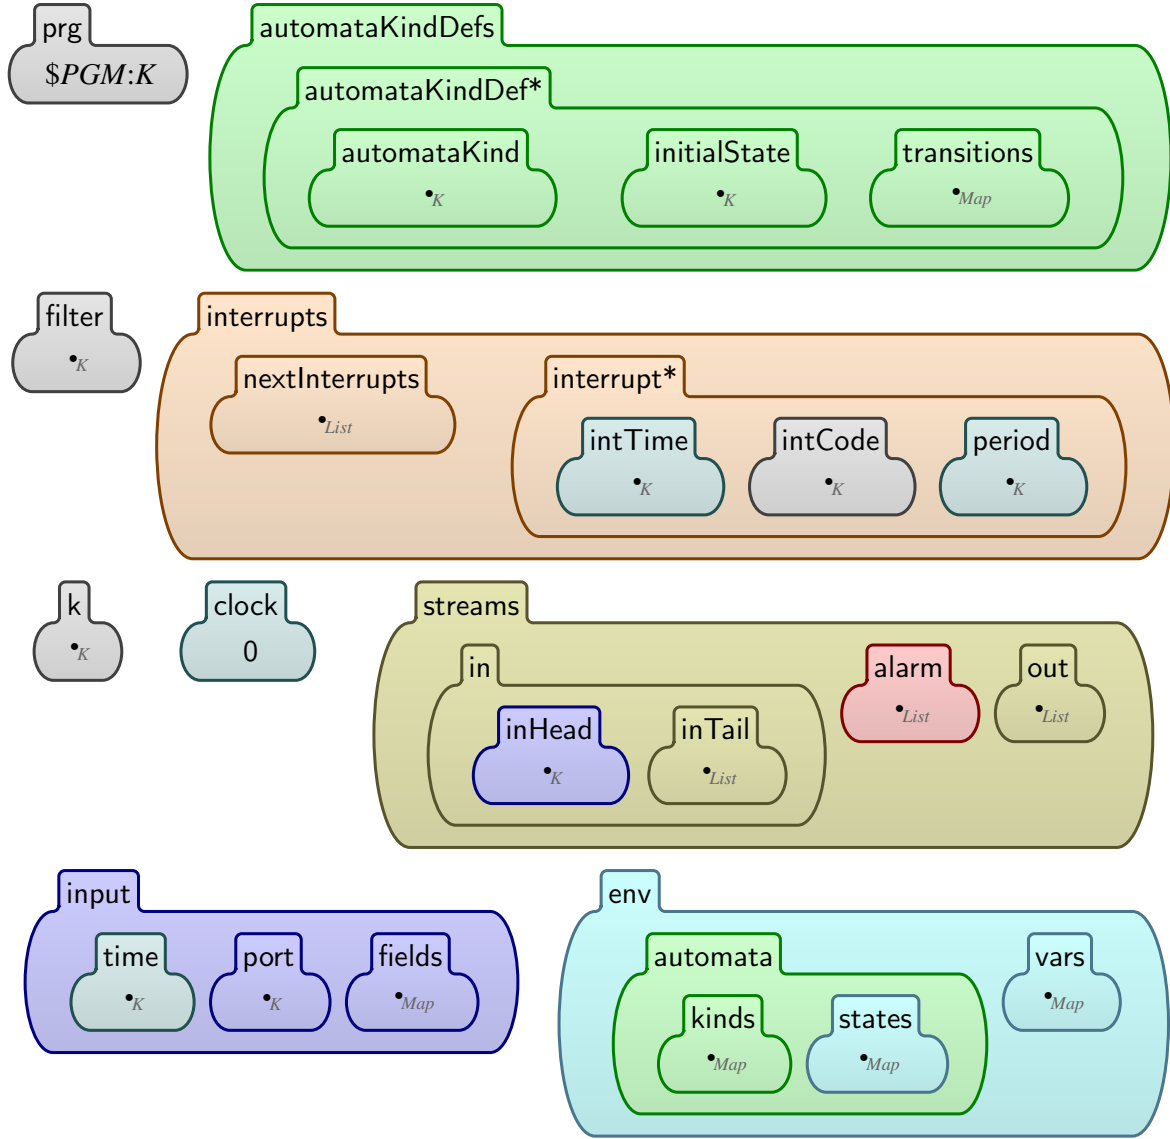 prg
$PGM:K
automataKindDefs
automataKindDef*
automataKind initialState transitions
•K •K •Map
filter
•K
interrupts
nextInterrupts
•List
interrupt*
intTime intCode period
•K •K •K
k
•K
clock
0
streams
in
inHead inTail
•K •List
alarm
•List
out
•List
input
time port fields
•K •K •Map
env
automata
kinds states
•Map •Map
vars
•Map